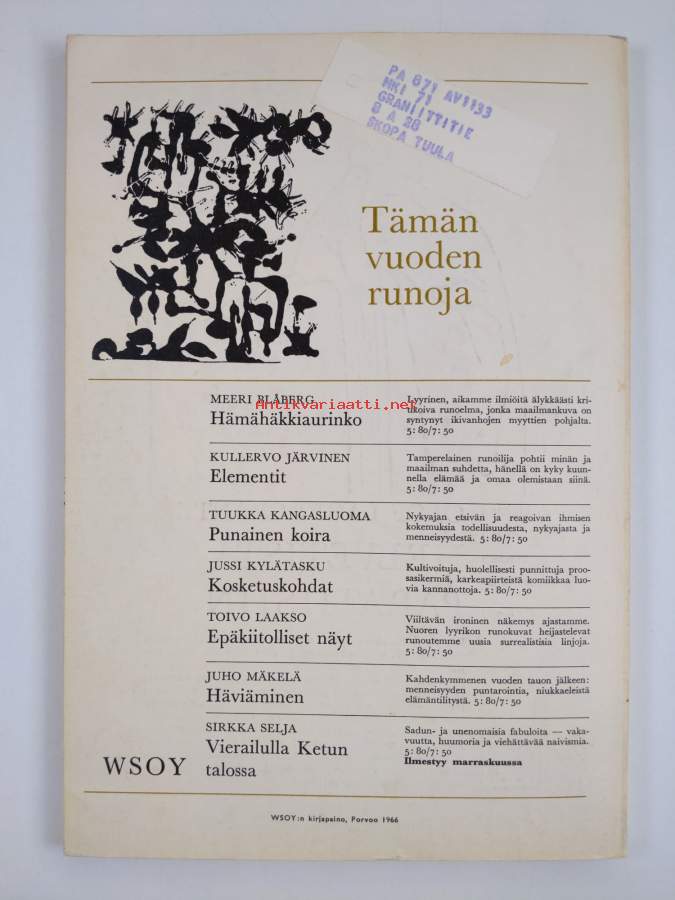 PA 871 AV1133
MKI 71
GRANIITTITIE
8 A 28
SKOPA TUULA
Tämän
vuoden
runoja
MEERI BLÅBERG
Hämähäkkiaurinko
Lyyrinen, aikamme ilmiöitä älykkäästi kri-
tikoiva runoelma, jonka maailmankuva on
syntynyt ikivanhojen myyttien pohjalta.
5: 80/7: 50
Antikvariaatti.net
KULLERVO JÄRVINEN
Elementit
Tamperelainen runoilija pohtii minän ja
maailman suhdetta, hänellä on kyky kuun-
nella elämää ja omaa olemistaan siinä.
5: 80/7: 50
TUUKKA KANGASLUOMA
Punainen koira
Nykyajan etsivän ja reagoivan ihmisen
kokemuksia todellisuudesta, nykyajasta ja
menneisyydestä. 5: 80/7: 50
JUSSI KYLÄTASKU
Kosketuskohdat
Kultivoituja, huolellisesti punnittuja proo-
sasikermiä, karkeapiirteistä komiikkaa luo-
via kannanottoja. 5: 80/7: 50
TOIVO LAAKSO
Epäkiitolliset näyt
Viiltävän ironinen näkemys ajastamme.
Nuoren lyyrikon runokuvat heijastelevat
runoutemme uusia surrealistisia linjoja.
5: 80/7: 50
JUHO MÄKELÄ
Häviäminen
Kahdenkymmenen vuoden tauon jälkeen:
menneisyyden puntarointia, niukkaeleistä
elämäntilitystä. 5: 80/7: 50
SIRKKA SELJA
Vierailulla Ketun
talossa
Sadun- ja unenomaisia fabuloita — vaka-
vuutta, huumoria ja viehättävää naivismia.
5: 80/7: 50
Ilmestyy marraskuussa
WSOY
WSOY:n kirjapaino, Porvoo 1966